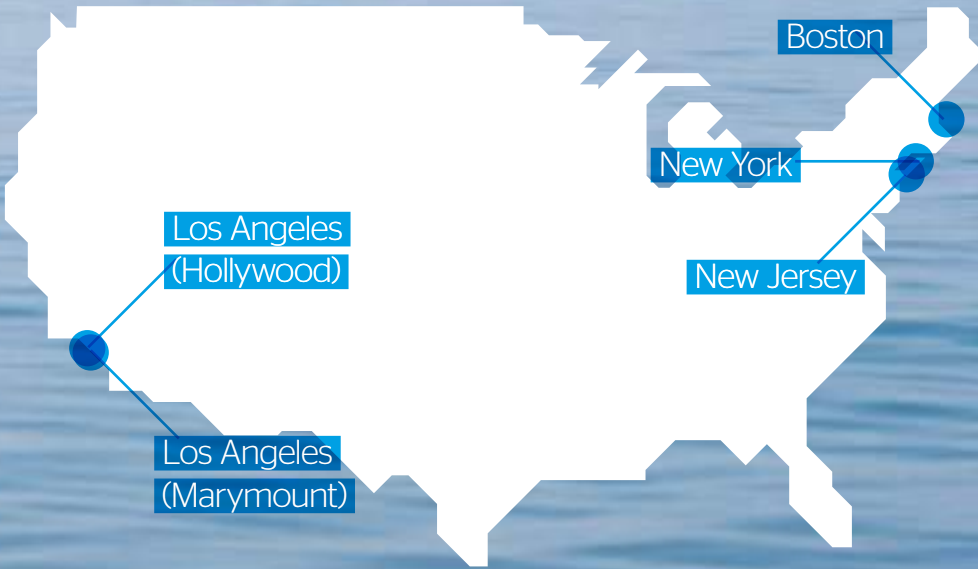 Boston
New York
Los Angeles
(Hollywood)
New Jersey
Los Angeles
(Marymount)